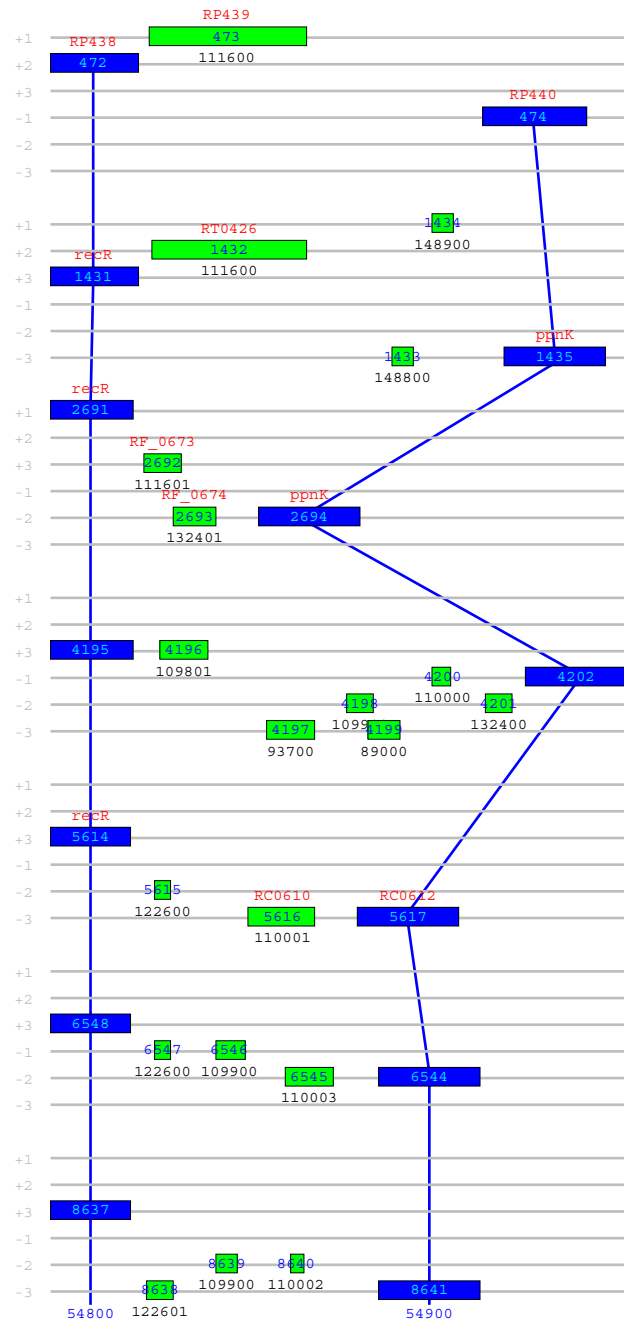 RP439
+1 473
RP438 111600
+2 472
+3 RP440
-1 474
-2
-3
+1 1434
RT0426 148900
+2 1432
recR 111600
+3 1431
-1
-2 ppnK
-3 1433 1435
recR 148800
+1 2691
+2 RF_0673
+3 2692
111601
-1 RF_0674 ppnK
-2 2693 2694
132401
-3
+1
+2
+3 4195 4196
109801
-1 4200 4202
110000
-2 4198 4201
132400
-3 4197 4199
93700 89000
+1
+2 recR
+3 5614
-1
-2 5615 RC0610 RC0612
122600
-3 5616 5617
110001
+1
+2
+3 6548
-1 6547 6546
122600 109900
-2 6545 6544
110003
-3
+1
+2
+3 8637
-1
-2 8639 8640
109900 110002
-3 8638 8641
54800 122601 54900